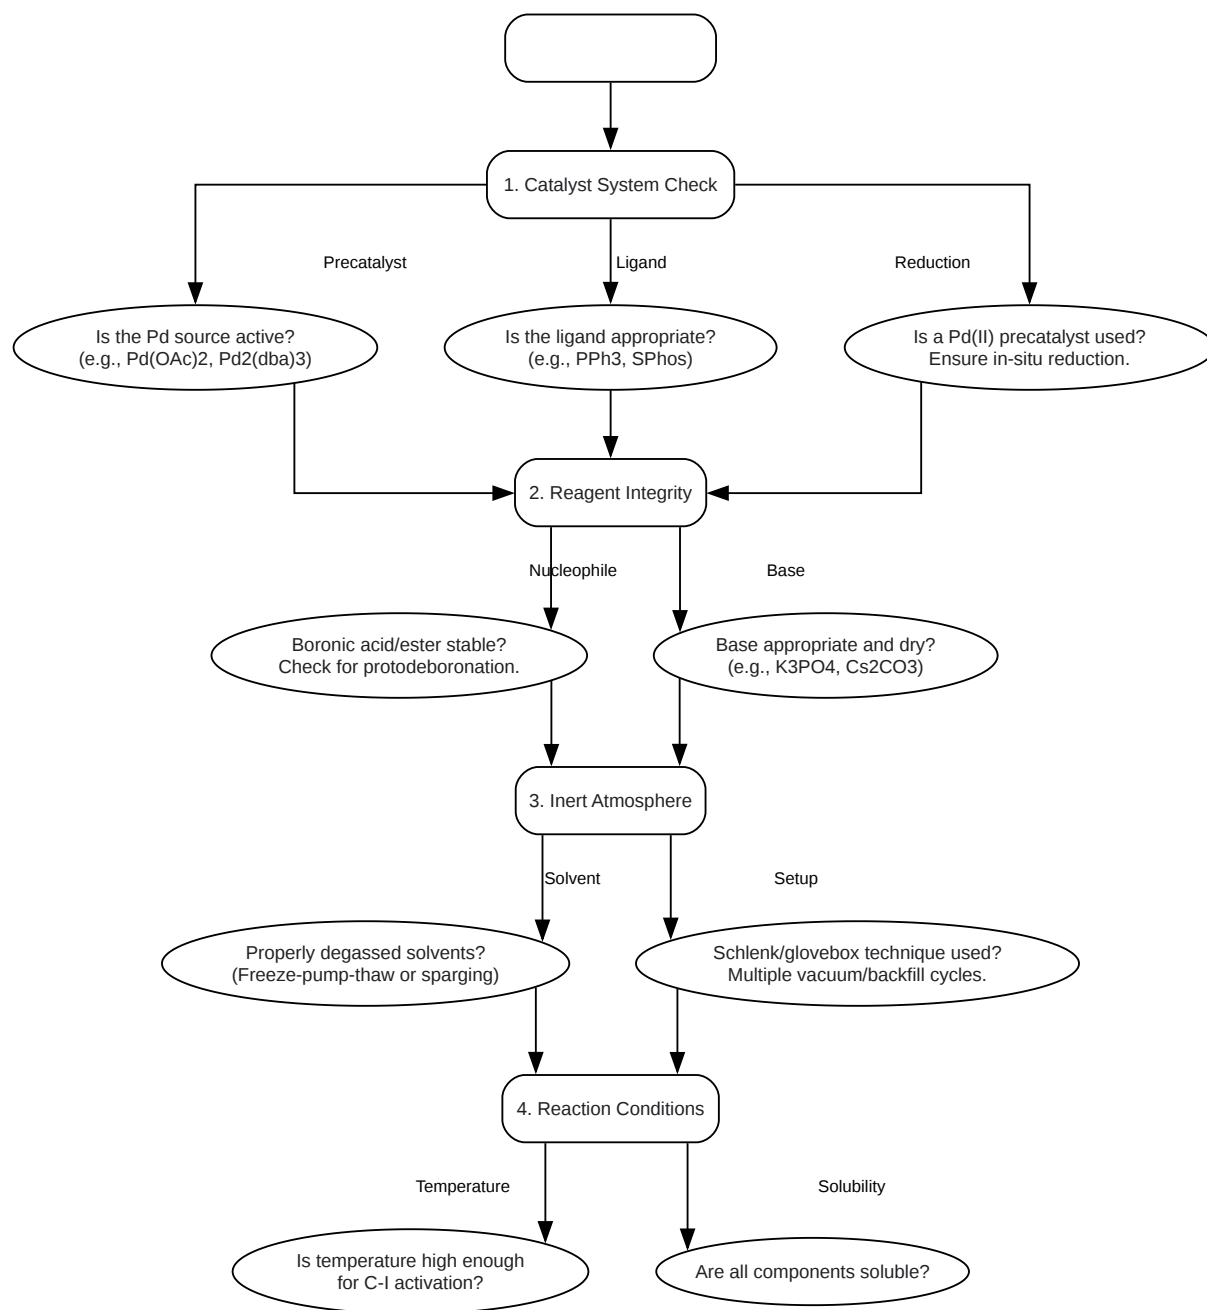 1. Catalyst System Check
Precatalyst
Ligand
Reduction
Is the Pd source active?
(e.g., Pd(OAc)2, Pd2(dba)3)
Is the ligand appropriate?
(e.g., PPh3, SPhos)
Is a Pd(II) precatalyst used?
Ensure in-situ reduction.
2. Reagent Integrity
Nucleophile
Base
Boronic acid/ester stable?
Check for protodeboronation.
Base appropriate and dry?
(e.g., K3PO4, Cs2CO3)
3. Inert Atmosphere
Solvent
Setup
Properly degassed solvents?
(Freeze-pump-thaw or sparging)
Schlenk/glovebox technique used?
Multiple vacuum/backfill cycles.
4. Reaction Conditions
Temperature
Solubility
Is temperature high enough
for C-I activation?
Are all components soluble?